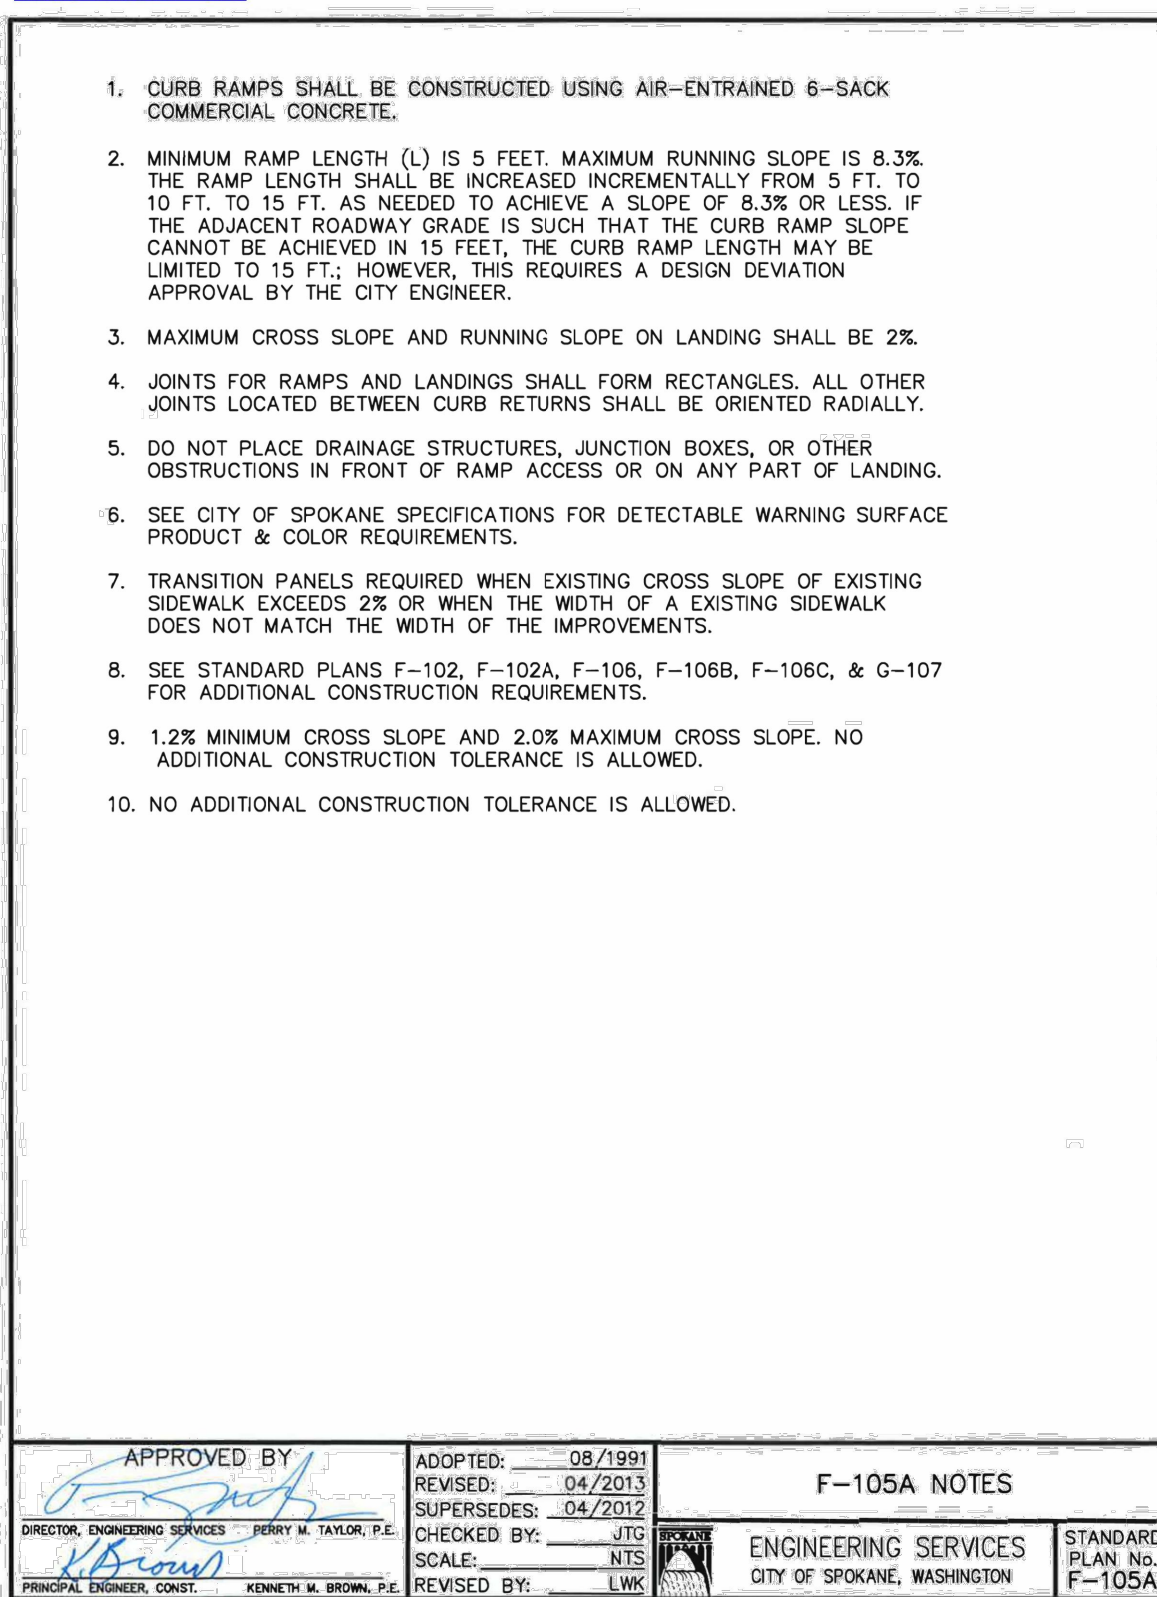 1. CURB RAMPS SHALL BE CONSTRUCTED USING AIR-ENTRAINED 6-SACK
COMMERCIAL CONCRETE.
2. MINIMUM RAMP LENGTH (L) IS 5 FEET. MAXIMUM RUNNING SLOPE IS 8.3%.
THE RAMP LENGTH SHALL BE INCREASED INCREMENTALLY FROM 5 FT. TO
10 FT. TO 15 FT. AS NEEDED TO ACHIEVE A SLOPE OF 8.3% OR LESS. IF
THE ADJACENT ROADWAY GRADE IS SUCH THAT THE CURB RAMP SLOPE
CANNOT BE ACHIEVED IN 15 FEET, THE CURB RAMP LENGTH MAY BE
LIMITED TO 15 FT.; HOWEVER, THIS REQUIRES A DESIGN DEVIATION
APPROVAL BY THE CITY ENGINEER.
3. MAXIMUM CROSS SLOPE AND RUNNING SLOPE ON LANDING SHALL BE 2%.
4. JOINTS FOR RAMPS AND LANDINGS SHALL FORM RECTANGLES. ALL OTHER
JOINTS LOCATED BETWEEN CURB RETURNS SHALL BE ORIENTED RADIALLY.
5. DO NOT PLACE DRAINAGE STRUCTURES, JUNCTION BOXES, OR OTHER
OBSTRUCTIONS IN FRONT OF RAMP ACCESS OR ON ANY PART OF LANDING.
6. SEE CITY OF SPOKANE SPECIFICATIONS FOR DETECTABLE WARNING SURFACE
PRODUCT & COLOR REQUIREMENTS.
7. TRANSITION PANELS REQUIRED WHEN EXISTING CROSS SLOPE OF EXISTING
SIDEWALK EXCEEDS 2% OR WHEN THE WIDTH OF A EXISTING SIDEWALK
DOES NOT MATCH THE WIDTH OF THE IMPROVEMENTS.
8. SEE STANDARD PLANS F-102, F-102A, F-106, F-106B, F-106C, & G-107
FOR ADDITIONAL CONSTRUCTION REQUIREMENTS.
9. 1.2% MINIMUM CROSS SLOPE AND 2.0% MAXIMUM CROSS SLOPE. NO
ADDITIONAL CONSTRUCTION TOLERANCE IS ALLOWED.
10. NO ADDITIONAL CONSTRUCTION TOLERANCE IS ALLOWED.
APPROVED BY
DIRECTOR, ENGINEERING SERVICES PERRY M. TAYLOR, P.E.
K. Brown
PRINCIPAL ENGINEER, CONST. KENNETH M. BROWN, P.E.
ADOPTED: 08/1991
REVISED: 04/2013
SUPERSEDES: 04/2012
CHECKED BY: JTG
SCALE: NTS
REVISED BY: LWK
F-105A NOTES
SPOKANE
ENGINEERING SERVICES
CITY OF SPOKANE, WASHINGTON
STANDARD
PLAN No.
F-105A